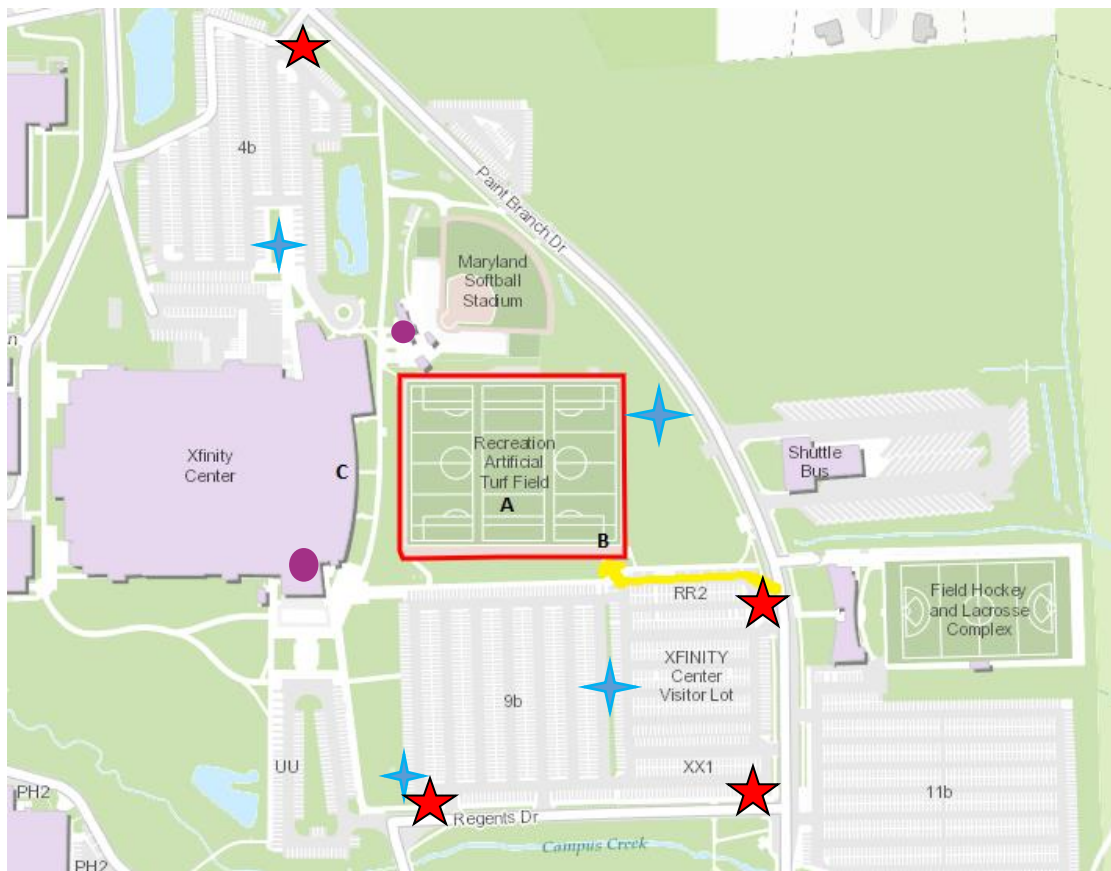 4b
Paint Branch Dr
Maryland
Softball
Stadium
Xfinity
Center
C
Recreation
Artificial
Turf Field
A
B
Shuttle
Bus
RR2
Field Hockey
and Lacrosse
Complex
XFINITY
Center
Visitor Lot
9b
UU
XX1
11b
PH2
Regents Dr
Campus Creek
PH2